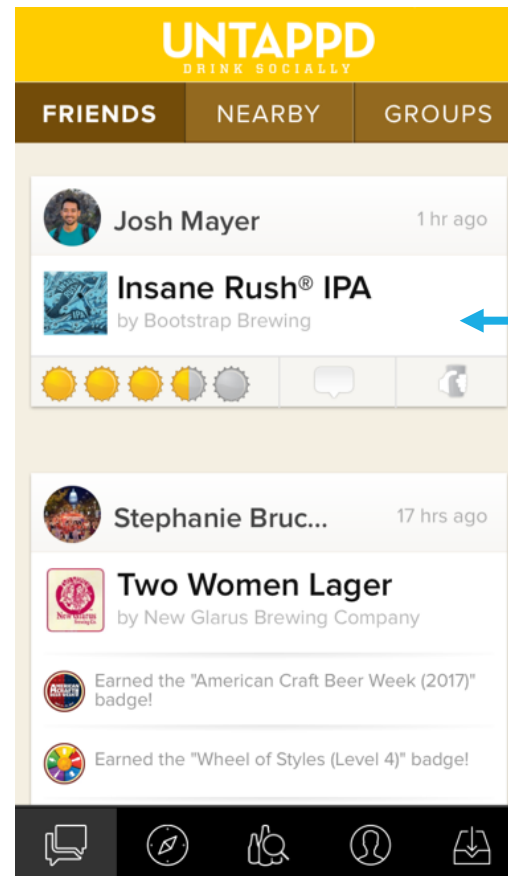 UNTAPPD
DRINK SOCIALLY
FRIENDS NEARBY GROUPS
Josh Mayer 1 hr ago
Insane Rush® IPA
by Bootstrap Brewing
Stephanie Bruc... 17 hrs ago
Two Women Lager
by New Glarus Brewing Company
Earned the "American Craft Beer Week (2017)"
badge!
Earned the "Wheel of Styles (Level 4)" badge!